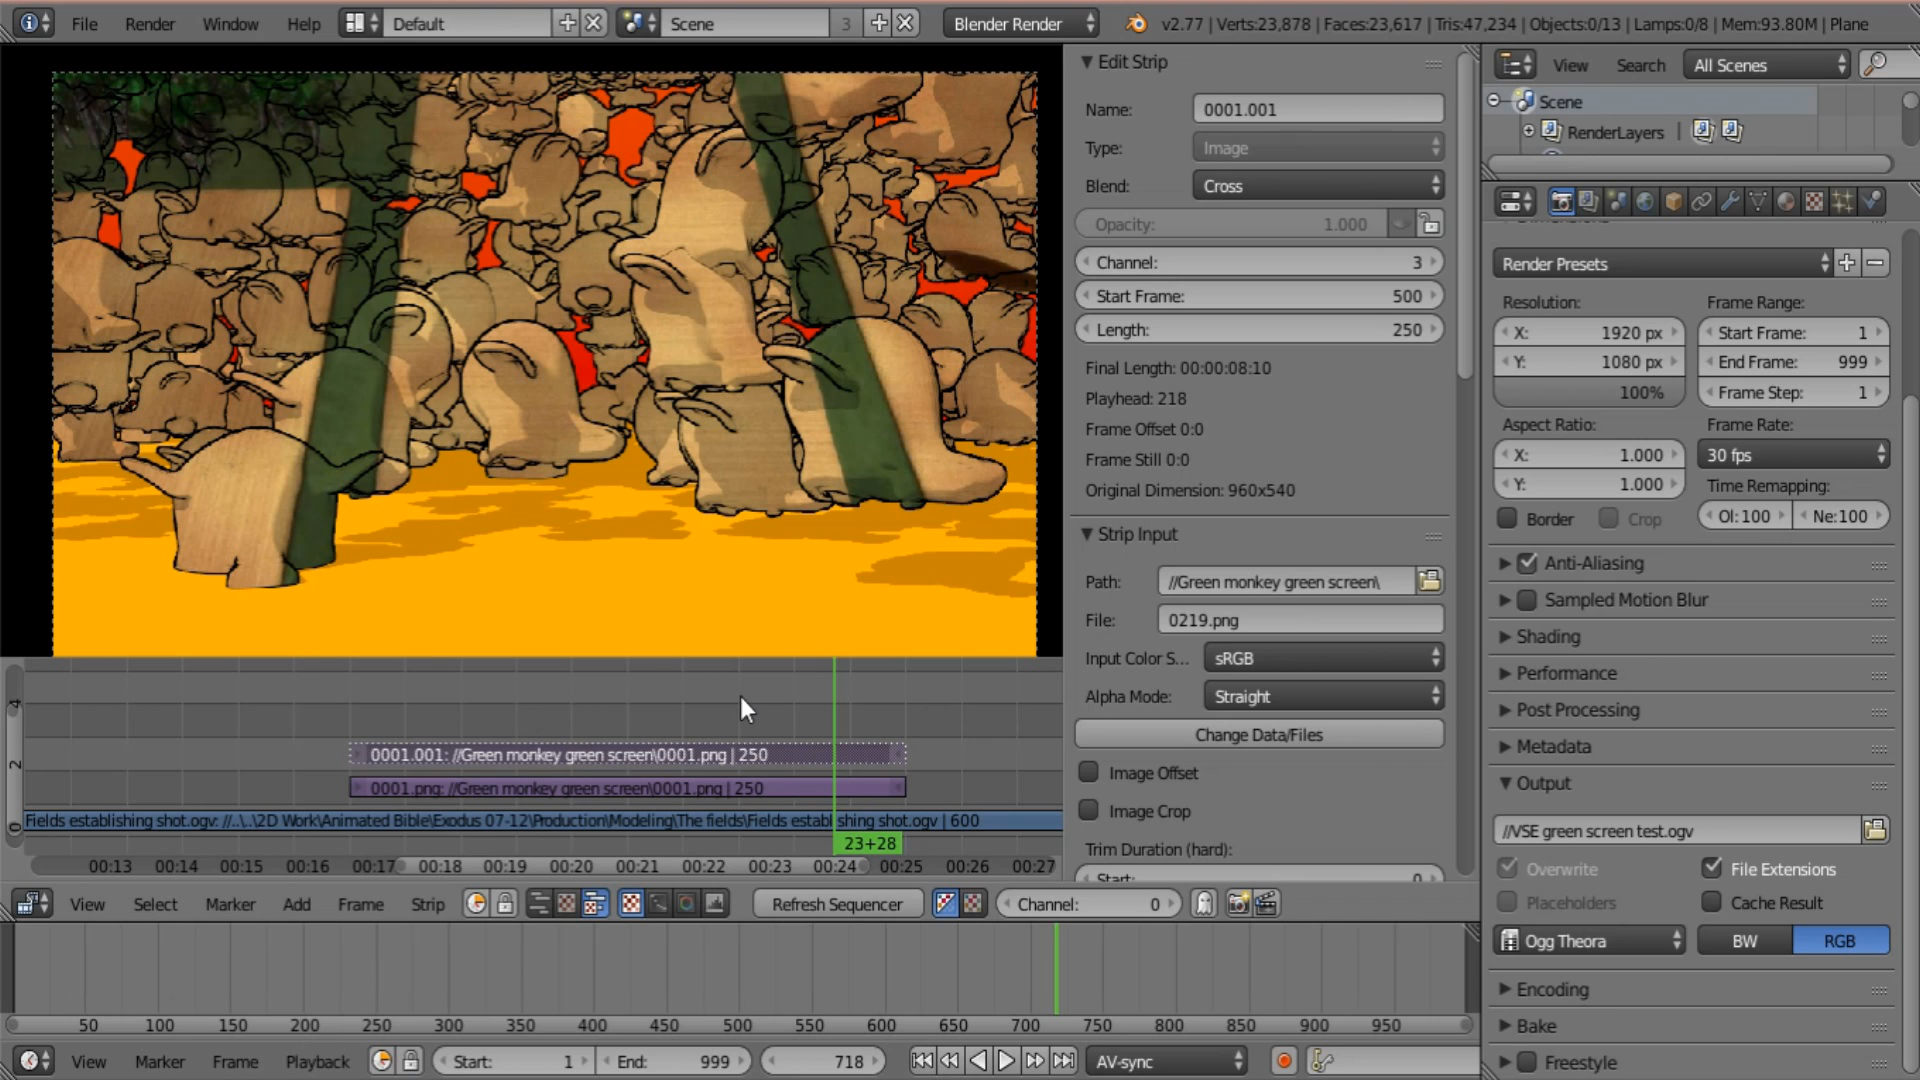 File Render Window Help Default Scene 3 Blender Render v2.77 | Verts:23,878 | Faces:23,617 | Tris:47,234 | Objects:0/13 | Lamps:0/8 | Mem:93.80M | Plane
Edit Strip
Name: 0001.001
Type: Image
Blend: Cross
Opacity: 1.000
Channel: 3
Start Frame: 500
Length: 250
Final Length: 00:00:08:10
Playhead: 218
Frame Offset 0:0
Frame Still 0:0
Original Dimension: 960x540
Strip Input
Path: //Green monkey green screen\
File: 0219.png
Input Color S... sRGB
Alpha Mode: Straight
Change Data/Files
Image Offset
Image Crop
Trim Duration (hard):
Start: 0
View Search All Scenes
Scene
RenderLayers
Render Presets
Resolution: Frame Range:
X: 1920 px Start Frame: 1
Y: 1080 px End Frame: 999
100% Frame Step: 1
Aspect Ratio: Frame Rate:
X: 1.000 30 fps
Y: 1.000 Time Remapping:
Border Crop Ol:100 Ne:100
Anti-Aliasing
Sampled Motion Blur
Shading
Performance
Post Processing
Metadata
Output
//VSE green screen test.ogv
Overwrite File Extensions
Placeholders Cache Result
Ogg Theora BW RGB
Encoding
Bake
Freestyle
4
2
0
0001.001: //Green monkey green screen\0001.png | 250
0001.png: //Green monkey green screen\0001.png | 250
Fields establishing shot.ogv: //..\..\2D Work\Animated Bible\Exodus 07-12\Production\Modeling\The fields\Fields establishing shot.ogv | 600
23+28
00:13 00:14 00:15 00:16 00:17 00:18 00:19 00:20 00:21 00:22 00:23 00:24 00:25 00:26 00:27
View Select Marker Add Frame Strip Refresh Sequencer Channel: 0
50 100 150 200 250 300 350 400 450 500 550 600 650 700 750 800 850 900 950
View Marker Frame Playback Start: 1 End: 999 718 AV-sync